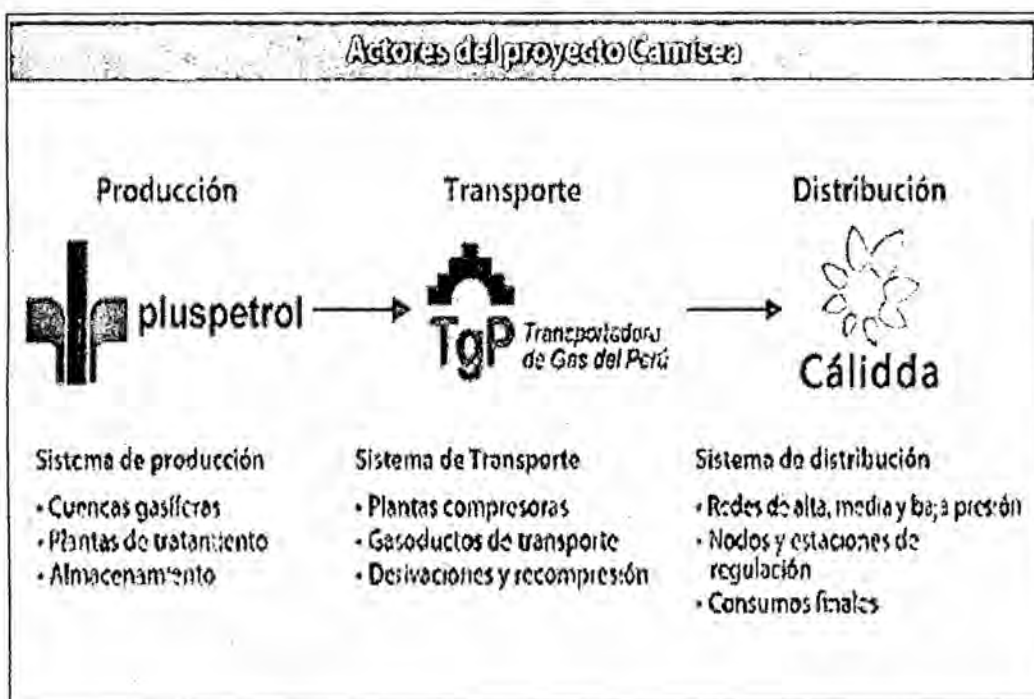 Actores del proyecto Camisea
Producción
Transporte
Distribución
pluspetrol
TgP Transportadora
de Gas del Perú
Cálidda
Sistema de producción
• Cuencas gasíferas
• Plantas de tratamiento
• Almacenamiento
Sistema de Transporte
• Plantas compresoras
• Gasoductos de transporte
• Derivaciones y recompresión
Sistema de distribución
• Redes de alta, media y baja presión
• Nodos y estaciones de
regulación
• Consumos finales